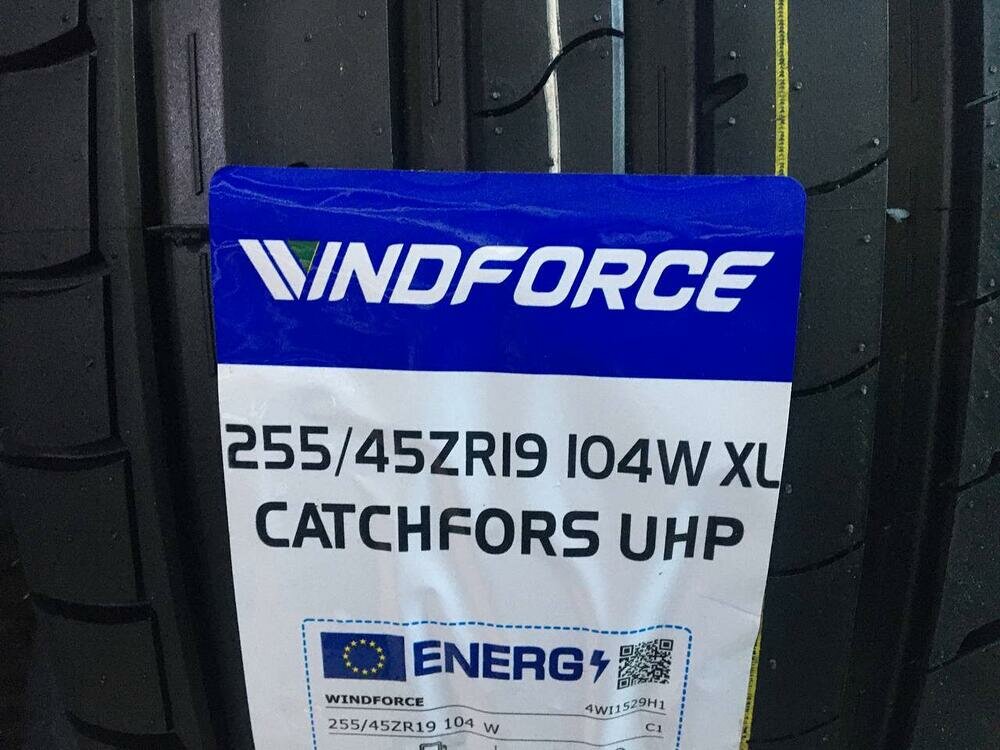 WINDFORCE
255/45ZR19 104W XL
CATCHFORS UHP
ENERG
WINDFORCE 4WI1529H1
255/45ZR19 104 W C1